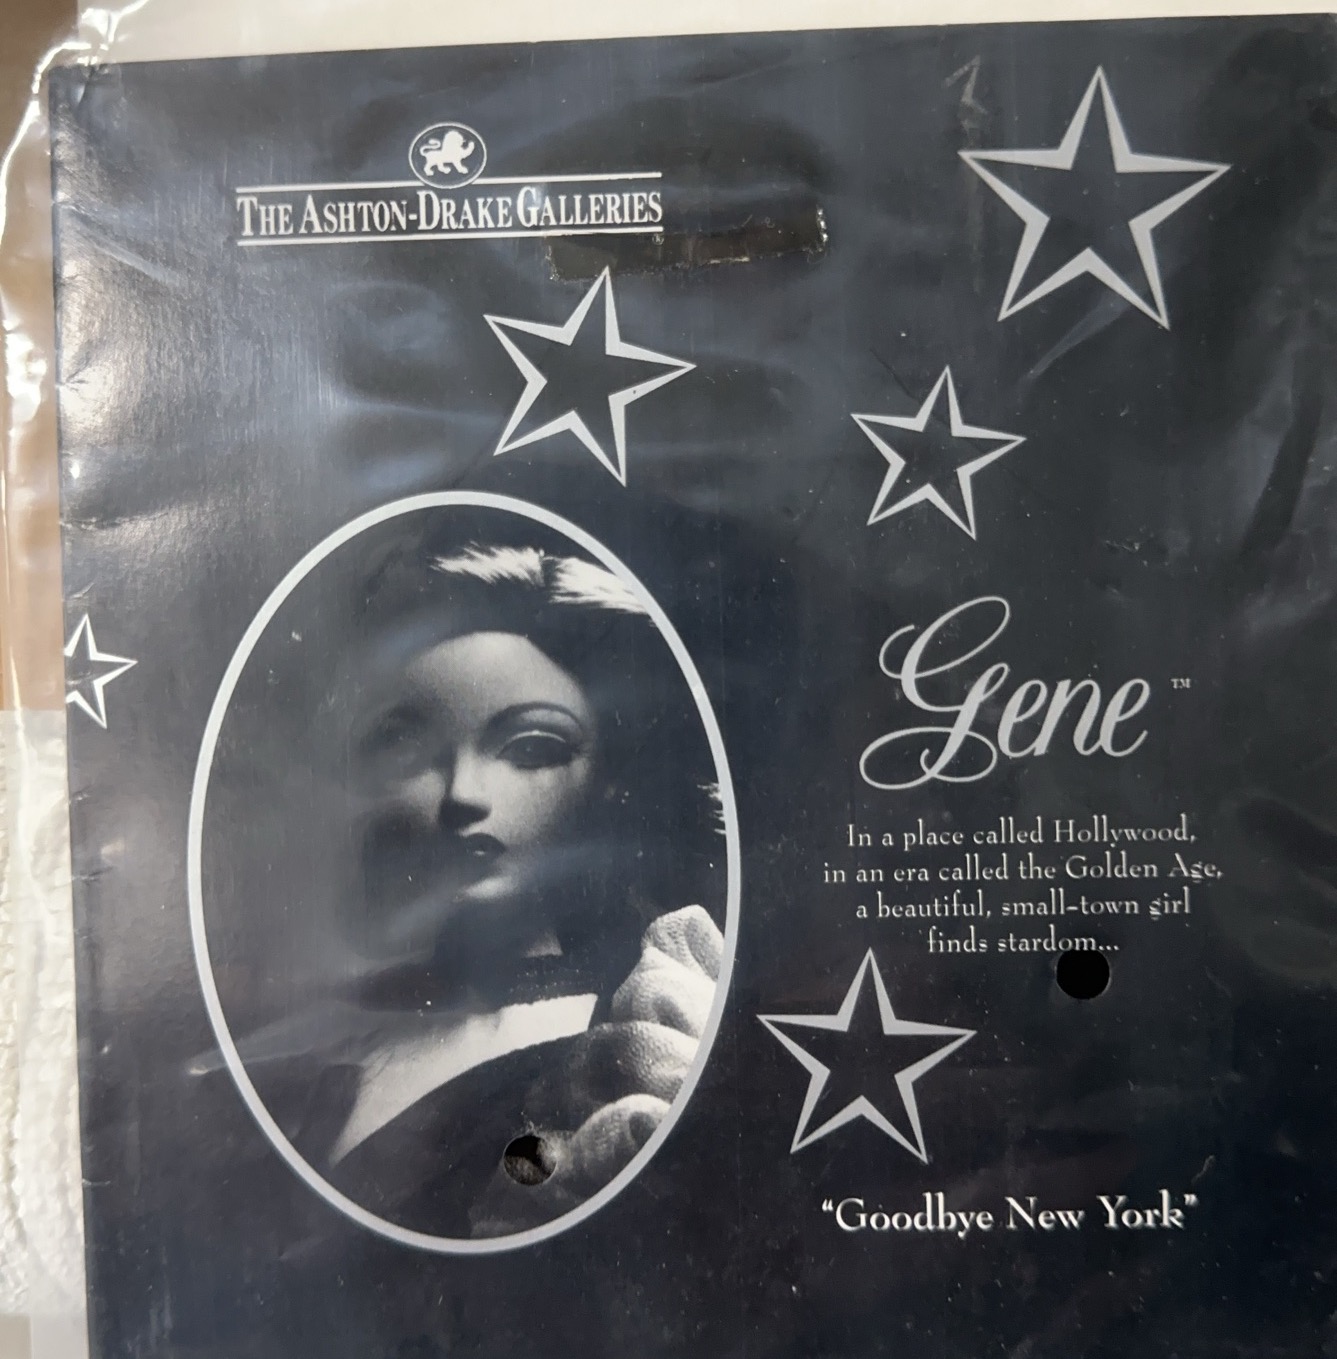 THE ASHTON-DRAKE GALLERIES
Gene™
In a place called Hollywood,
in an era called the Golden Age,
a beautiful, small-town girl
finds stardom...
“Goodbye New York”